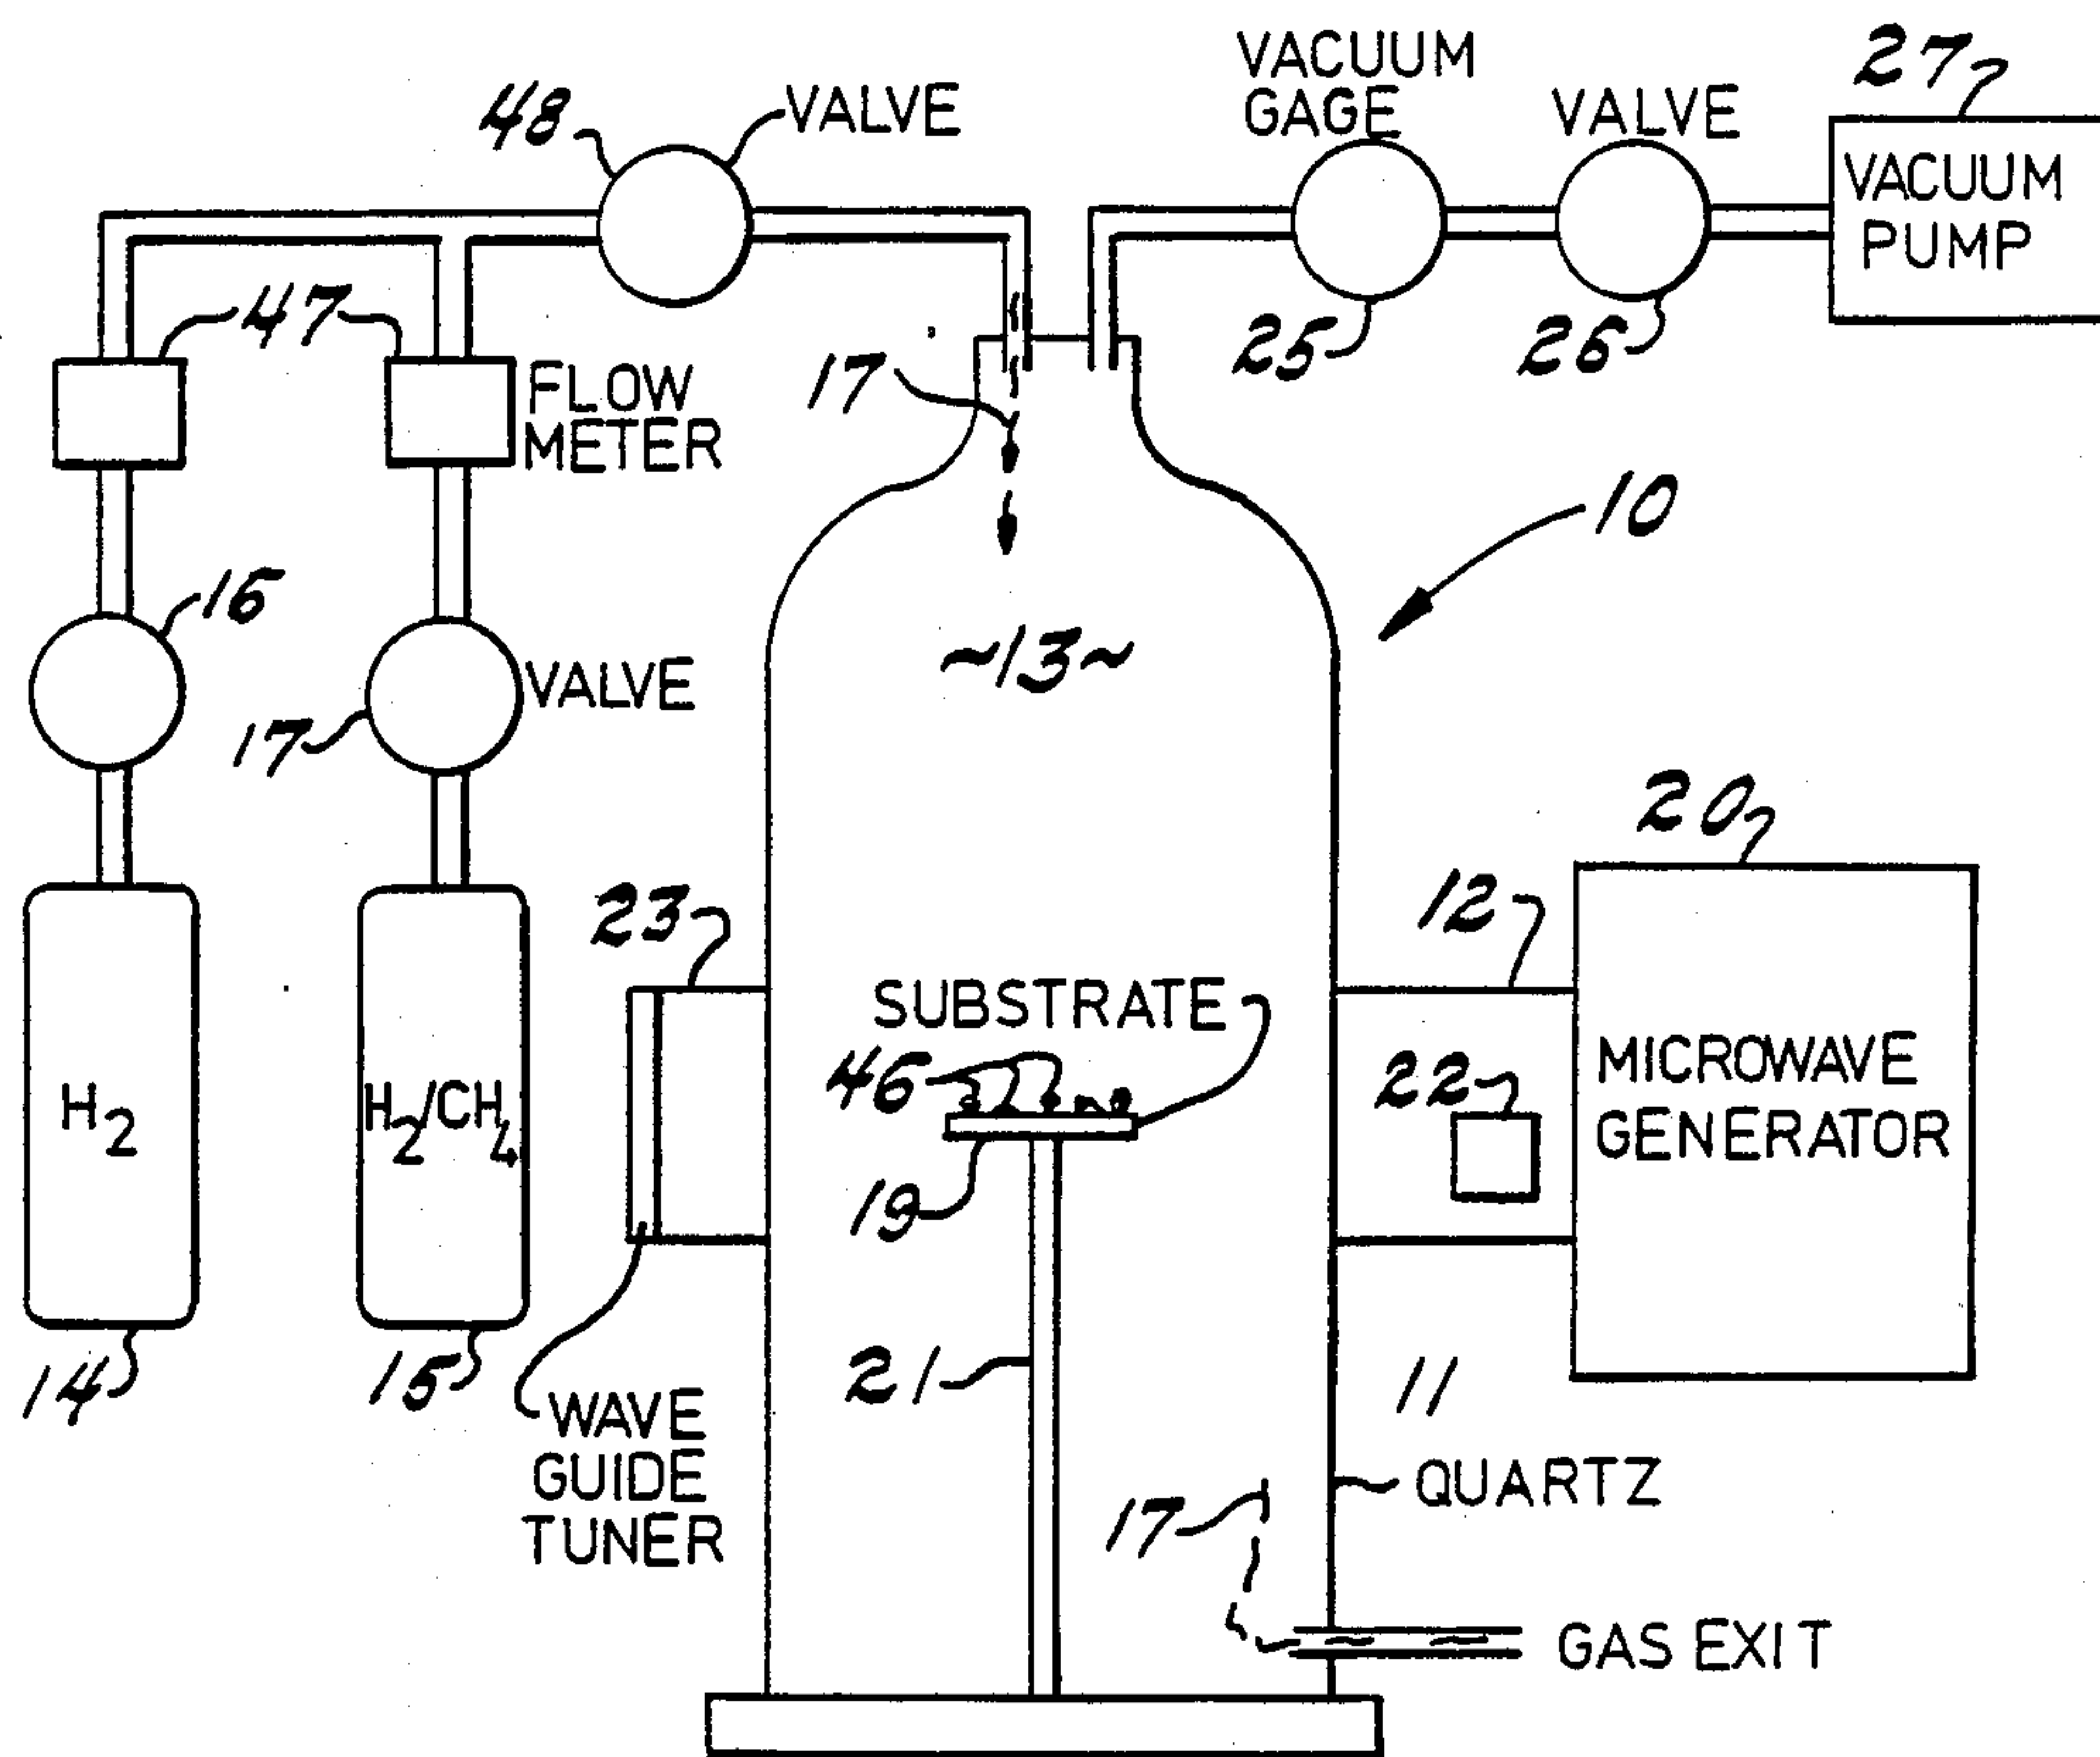 27
VACUUM
GAGE
VALVE
48
VALVE
VACUUM
PUMP
47
25
26
17
FLOW
METER
10
16
~13~
VALVE
17
20
12
23
SUBSTRATE
46
22
MICROWAVE
GENERATOR
H2
H2/CH4
19
21
11
14
15
WAVE
GUIDE
TUNER
QUARTZ
17
GAS EXIT